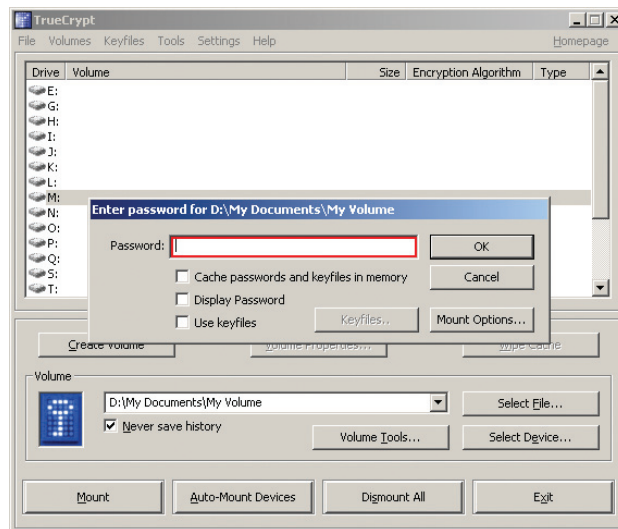 TrueCrypt
File Volumes Keyfiles Tools Settings Help Homepage
Drive Volume Size Encryption Algorithm Type
E:
G:
H:
I:
J:
K:
L:
M:
N:
O:
P:
Q:
S:
T:
Enter password for D:\My Documents\My Volume
Password:
OK
Cache passwords and keyfiles in memory
Cancel
Display Password
Use keyfiles
Keyfiles..
Mount Options...
Create Volume
Volume Properties...
Wipe Cache
Volume
D:\My Documents\My Volume
Select File...
Never save history
Volume Tools...
Select Device...
Mount
Auto-Mount Devices
Dismount All
Exit